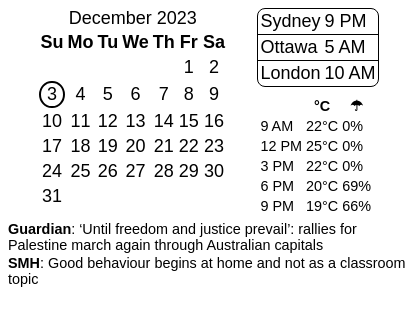 December 2023
Su Mo Tu We Th Fr Sa
1 2
3 4 5 6 7 8 9
10 11 12 13 14 15 16
17 18 19 20 21 22 23
24 25 26 27 28 29 30
31
Sydney 9 PM
Ottawa 5 AM
London 10 AM
°C ☂
9 AM 22°C 0%
12 PM 25°C 0%
3 PM 22°C 0%
6 PM 20°C 69%
9 PM 19°C 66%
Guardian: ‘Until freedom and justice prevail’: rallies for
Palestine march again through Australian capitals
SMH: Good behaviour begins at home and not as a classroom
topic